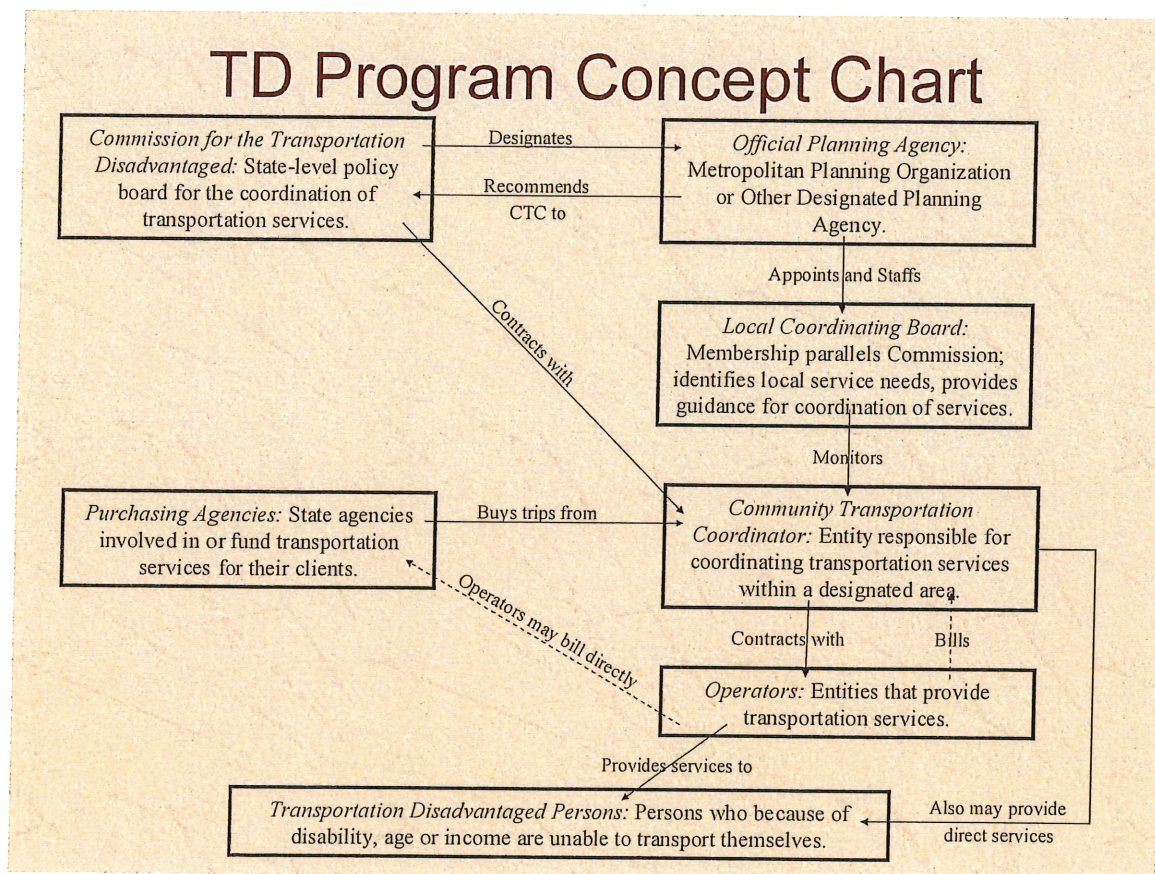 TD Program Concept Chart
Commission for the Transportation
Disadvantaged: State-level policy
board for the coordination of
transportation services.
Designates
Recommends
CTC to
Official Planning Agency:
Metropolitan Planning Organization
or Other Designated Planning
Agency.
Appoints and Staffs
Local Coordinating Board:
Membership parallels Commission;
identifies local service needs, provides
guidance for coordination of services.
Contracts with
Monitors
Purchasing Agencies: State agencies
involved in or fund transportation
services for their clients.
Buys trips from
Community Transportation
Coordinator: Entity responsible for
coordinating transportation services
within a designated area.
Operators may bill directly
Contracts with
Bills
Operators: Entities that provide
transportation services.
Provides services to
Transportation Disadvantaged Persons: Persons who because of
disability, age or income are unable to transport themselves.
Also may provide
direct services